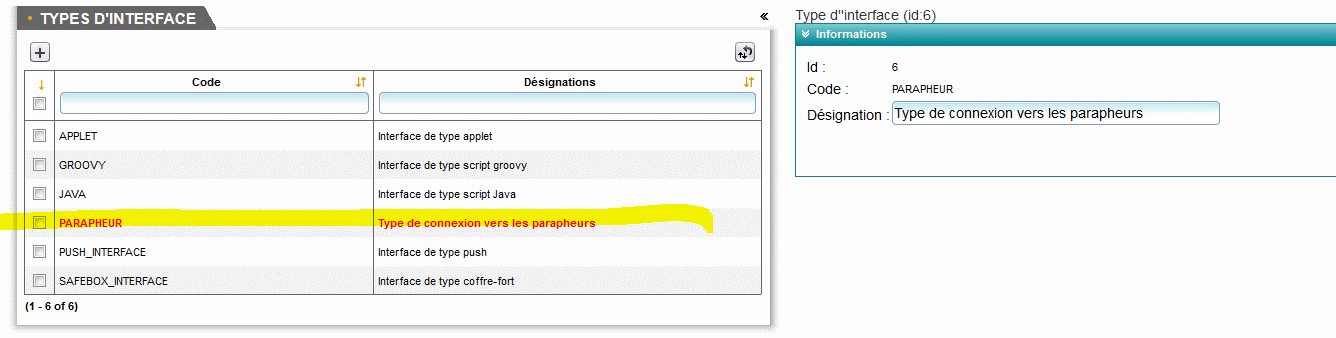 TYPES D'INTERFACE
Code Désignations
APPLET Interface de type applet
GROOVY Interface de type script groovy
JAVA Interface de type script Java
PARAPHEUR Type de connexion vers les parapheurs
PUSH_INTERFACE Interface de type push
SAFEBOX_INTERFACE Interface de type coffre-fort
(1 - 6 of 6)
Type d''interface (id:6)
Informations
Id : 6
Code : PARAPHEUR
Désignation : Type de connexion vers les parapheurs